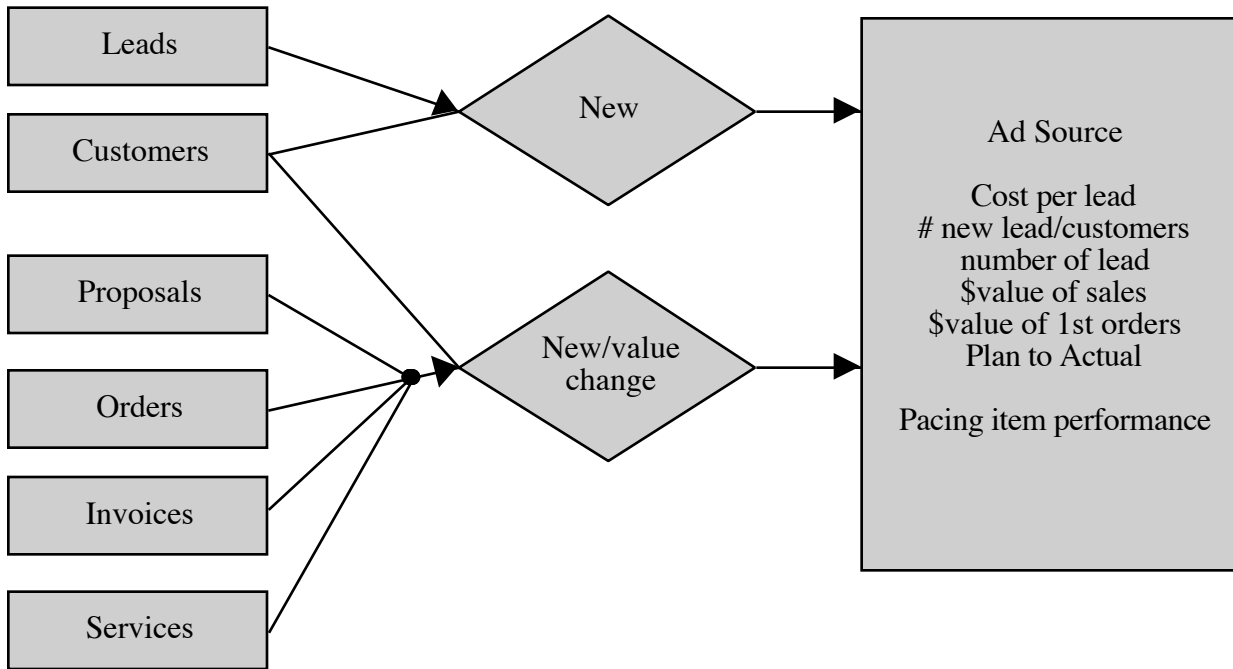 Leads
Customers
Proposals
Orders
Invoices
Services
New
New/value
change
Ad Source
Cost per lead
# new lead/customers
number of lead
$value of sales
$value of 1st orders
Plan to Actual
Pacing item performance